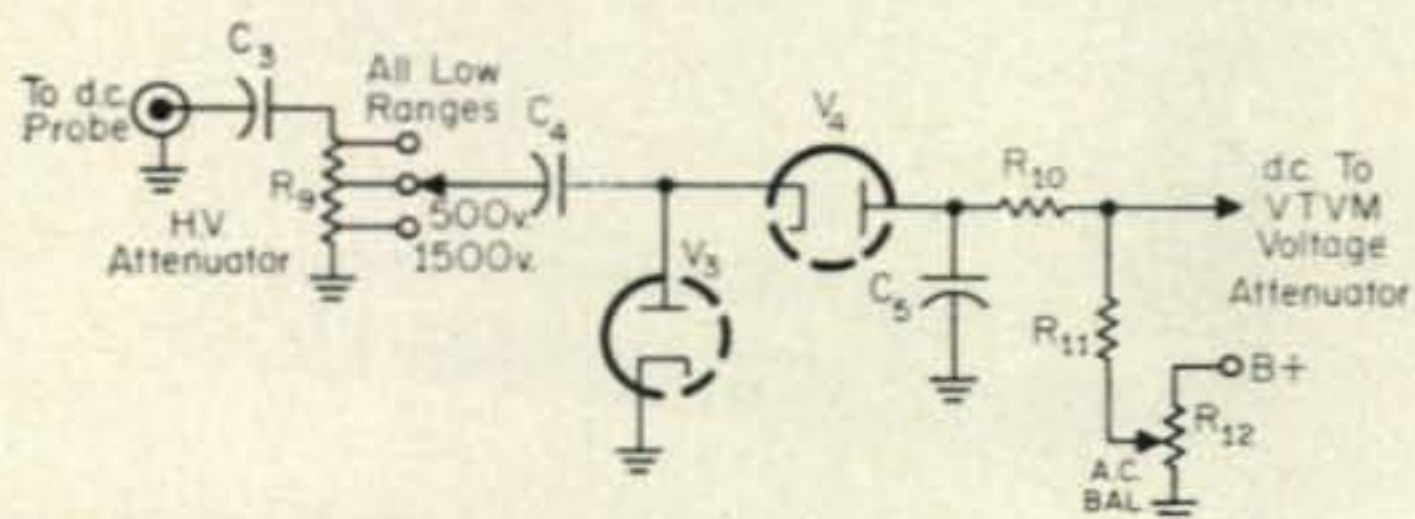 C3
To d.c.
Probe
All Low
Ranges
C4
R9
500v.
1500v.
H.V.
Attenuator
V3
V4
C5
R10
R11
d.c. To
VTVM
Voltage
Attenuator
B+
R12
A.C.
BAL